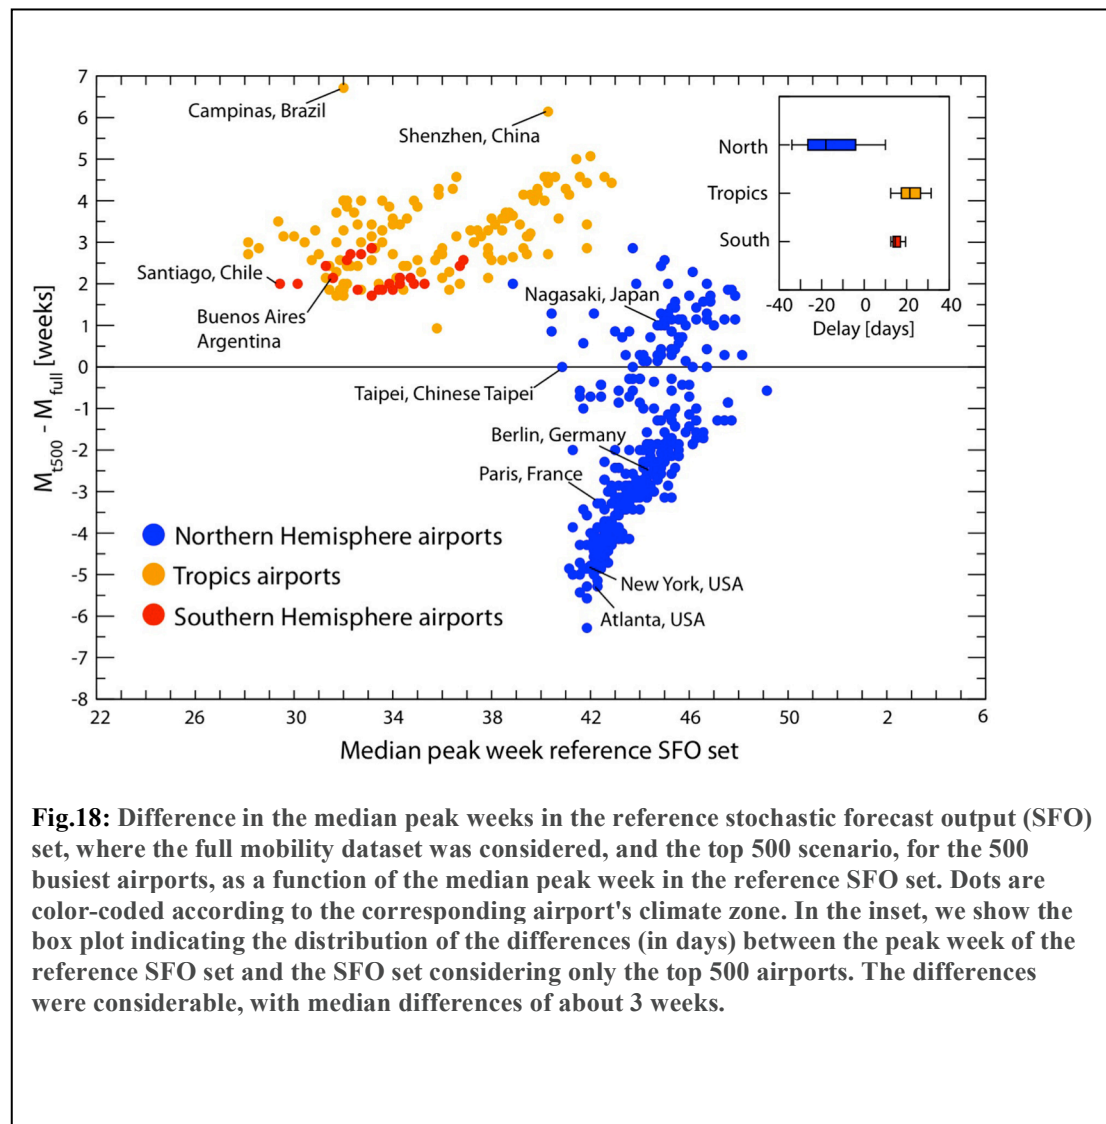 7
6
5
4
3
2
1
0
-1
-2
-3
-4
-5
-6
-7
-8
M_t500 - M_full [weeks]
Campinas, Brazil
Shenzhen, China
Santiago, Chile
Buenos Aires
Argentina
Nagasaki, Japan
Taipei, Chinese Taipei
Berlin, Germany
Paris, France
New York, USA
Atlanta, USA
Northern Hemisphere airports
Tropics airports
Southern Hemisphere airports
North
Tropics
South
-40 -20 0 20 40
Delay [days]
22 26 30 34 38 42 46 50 2 6
Median peak week reference SFO set
Fig.18: Difference in the median peak weeks in the reference stochastic forecast output (SFO)
set, where the full mobility dataset was considered, and the top 500 scenario, for the 500
busiest airports, as a function of the median peak week in the reference SFO set. Dots are
color-coded according to the corresponding airport's climate zone. In the inset, we show the
box plot indicating the distribution of the differences (in days) between the peak week of the
reference SFO set and the SFO set considering only the top 500 airports. The differences
were considerable, with median differences of about 3 weeks.